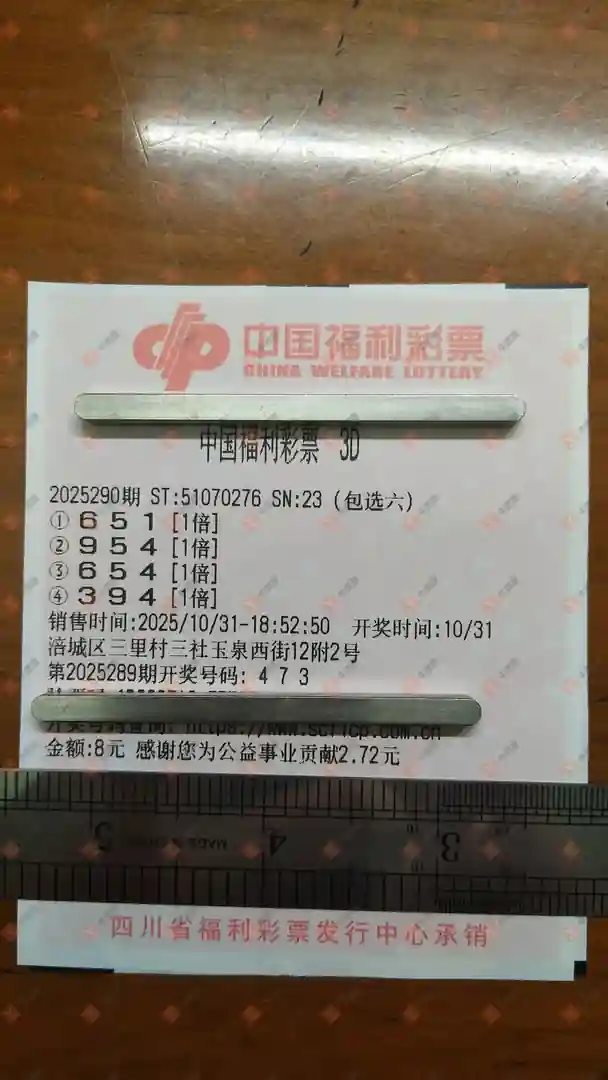 中国福利彩票
CHINA WELFARE LOTTERY
中国福利彩票 3D
2025290期 ST:51070276 SN:23 (包选六)
① 6 5 1 [1倍]
② 9 5 4 [1倍]
③ 6 5 4 [1倍]
④ 3 9 4 [1倍]
销售时间:2025/10/31-18:52:50 开奖时间:10/31
涪城区三里村三社玉泉西街12附2号
第2025289期开奖号码: 4 7 3
金额:8元 感谢您为公益事业贡献2.72元
5 4 3
四川省福利彩票发行中心承销